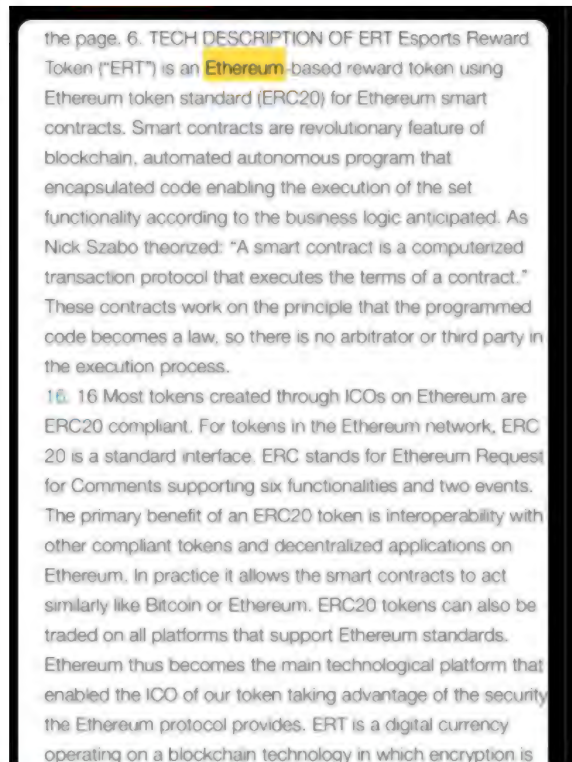 the page. 6. TECH DESCRIPTION OF ERT Esports Reward
Token ("ERT") is an Ethereum-based reward token using
Ethereum token standard (ERC20) for Ethereum smart
contracts. Smart contracts are revolutionary feature of
blockchain, automated autonomous program that
encapsulated code enabling the execution of the set
functionality according to the business logic anticipated. As
Nick Szabo theorized: "A smart contract is a computerized
transaction protocol that executes the terms of a contract."
These contracts work on the principle that the programmed
code becomes a law, so there is no arbitrator or third party in
the execution process.
16. 16 Most tokens created through ICOs on Ethereum are
ERC20 compliant. For tokens in the Ethereum network, ERC
20 is a standard interface. ERC stands for Ethereum Request
for Comments supporting six functionalities and two events.
The primary benefit of an ERC20 token is interoperability with
other compliant tokens and decentralized applications on
Ethereum. In practice it allows the smart contracts to act
similarly like Bitcoin or Ethereum. ERC20 tokens can also be
traded on all platforms that support Ethereum standards.
Ethereum thus becomes the main technological platform that
enabled the ICO of our token taking advantage of the security
the Ethereum protocol provides. ERT is a digital currency
operating on a blockchain technology in which encryption is